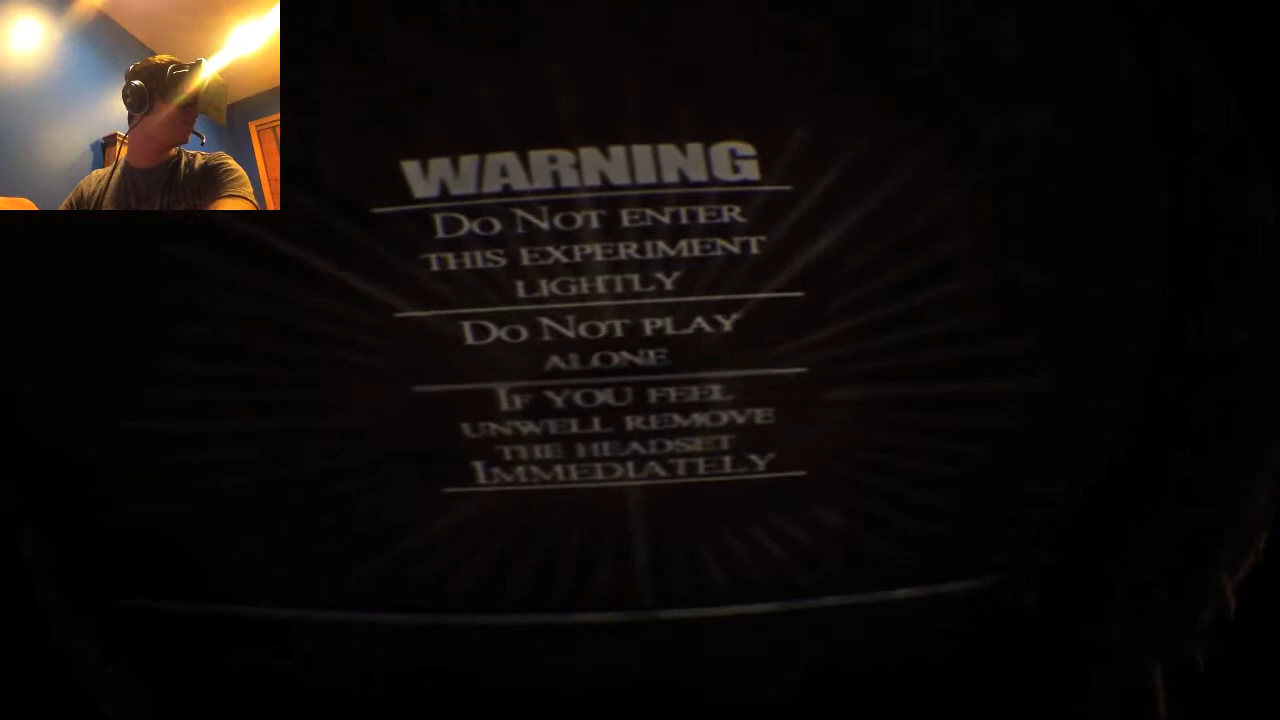 WARNING
DO NOT ENTER
THIS EXPERIMENT
LIGHTLY
DO NOT PLAY
ALONE
IF YOU FEEL
UNWELL REMOVE
THE HEADSET
IMMEDIATELY